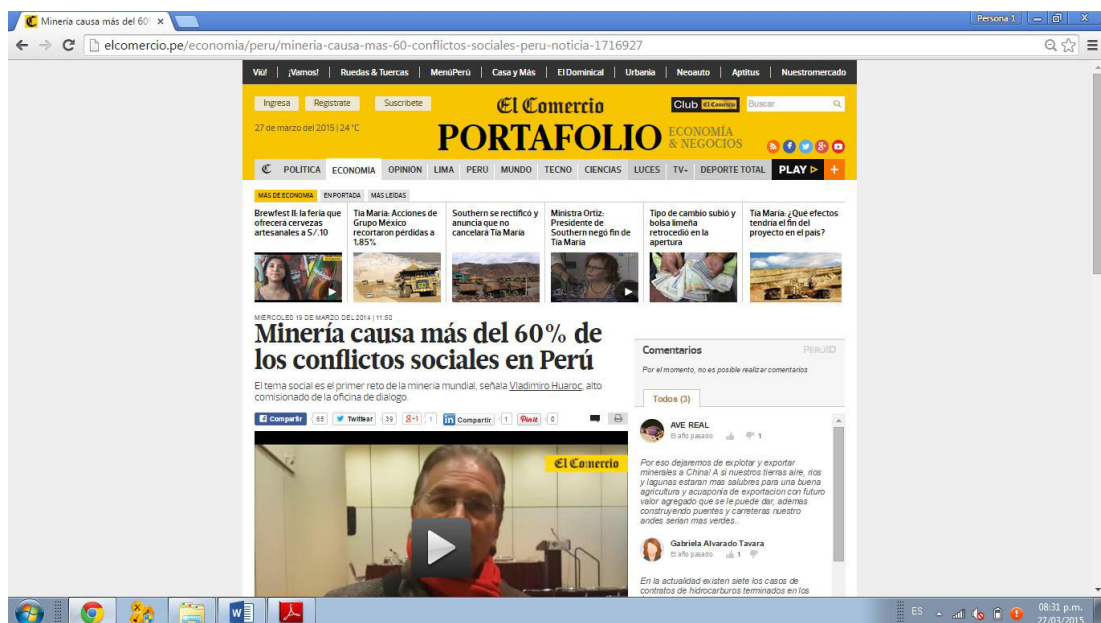 Minería causa más del 60
Persona 1
elcomercio.pe/economia/peru/mineria-causa-mas-60-conflictos-sociales-peru-noticia-1716927
Viú! | ¡Vamos! | Ruedas & Tuercas | MenúPerú | Casa y Más | El Dominical | Urbania | Neoauto | Aptitus | Nuestromercado
Ingresa Regístrate Suscríbete El Comercio Club El Comercio Buscar
27 de marzo del 2015 | 24 °C
PORTAFOLIO ECONOMÍA
& NEGOCIOS
POLÍTICA ECONOMÍA OPINIÓN LIMA PERÚ MUNDO TECNO CIENCIAS LUCES TV+ DEPORTE TOTAL PLAY +
MÁS DE ECONOMÍA EN PORTADA MÁS LEÍDAS
Brewfest II: la feria que
ofrecerá cervezas
artesanales a S/.10
Tía María: Acciones de
Grupo México
recortaron pérdidas a
1,85%
Southern se rectificó y
anuncia que no
cancelará Tía María
Ministra Ortiz:
Presidente de
Southern negó fin de
Tía María
Tipo de cambio subió y
bolsa limeña
retrocedió en la
apertura
Tía María: ¿Qué efectos
tendría el fin del
proyecto en el país?
MIÉRCOLES 19 DE MARZO DEL 2014 | 11:50
Minería causa más del 60% de
los conflictos sociales en Perú
El tema social es el primer reto de la minería mundial, señala Vladimiro Huaroc, alto
comisionado de la oficina de dialogo.
Compartir 65 Twittear 39 g+1 1 in Compartir 1 Pinit 0
El Comercio
Comentarios PERUID
Por el momento, no es posible realizar comentarios
Todos (3)
AVE REAL
El año pasado 1
Por eso dejaremos de explotar y exportar
minerales a China! A si nuestros tierras aire, rios
y lagunas estaran mas salubres para una buena
agricultura y acuaponia de exportacion con futuro
valor agregado que se le puede dar, ademas
construyendo puentes y carreteras nuestro
andes serian mas verdes..
Gabriela Alvarado Tavara
El año pasado 1
En la actualidad existen siete los casos de
contratos de hidrocarburos terminados en los
ES
08:31 p.m.
27/03/2015